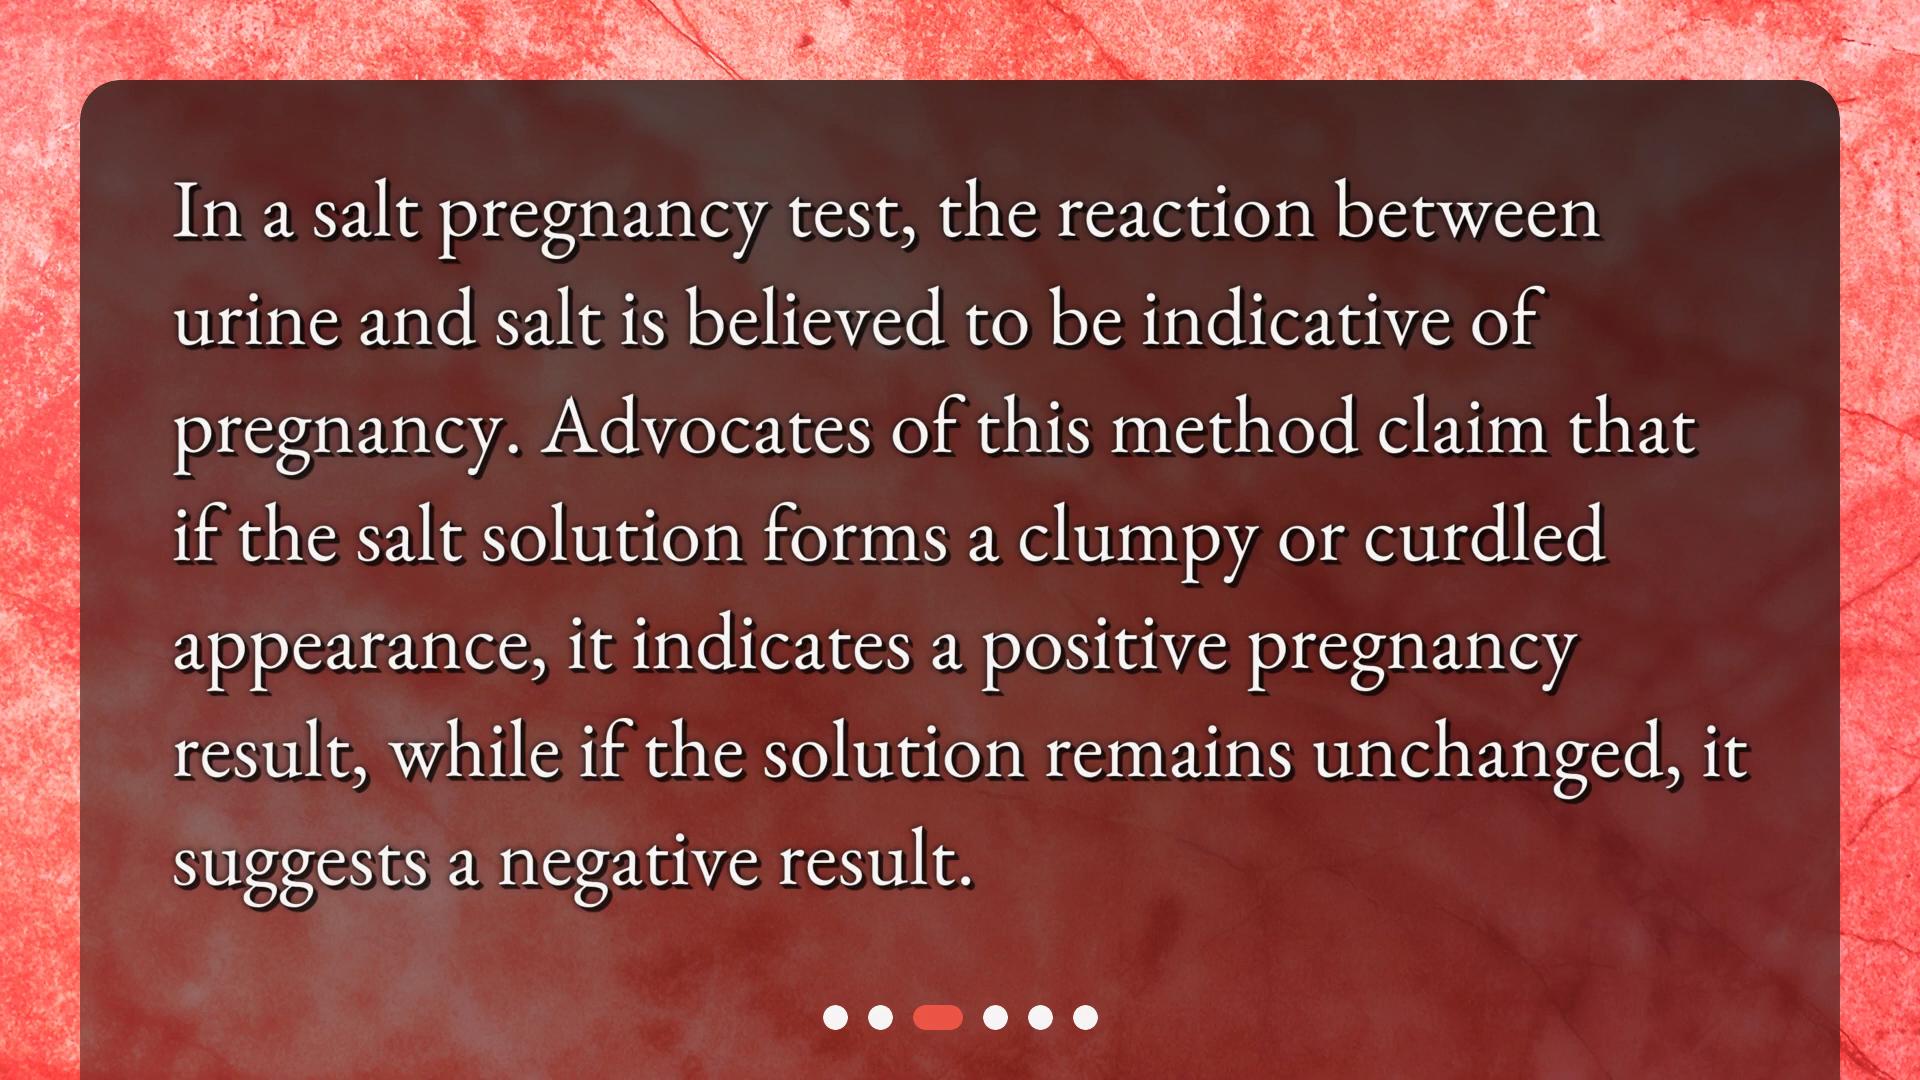 In a salt pregnancy test, the reaction between
urine and salt is believed to be indicative of
pregnancy. Advocates of this method claim that
if the salt solution forms a clumpy or curdled
appearance, it indicates a positive pregnancy
result, while if the solution remains unchanged, it
suggests a negative result.